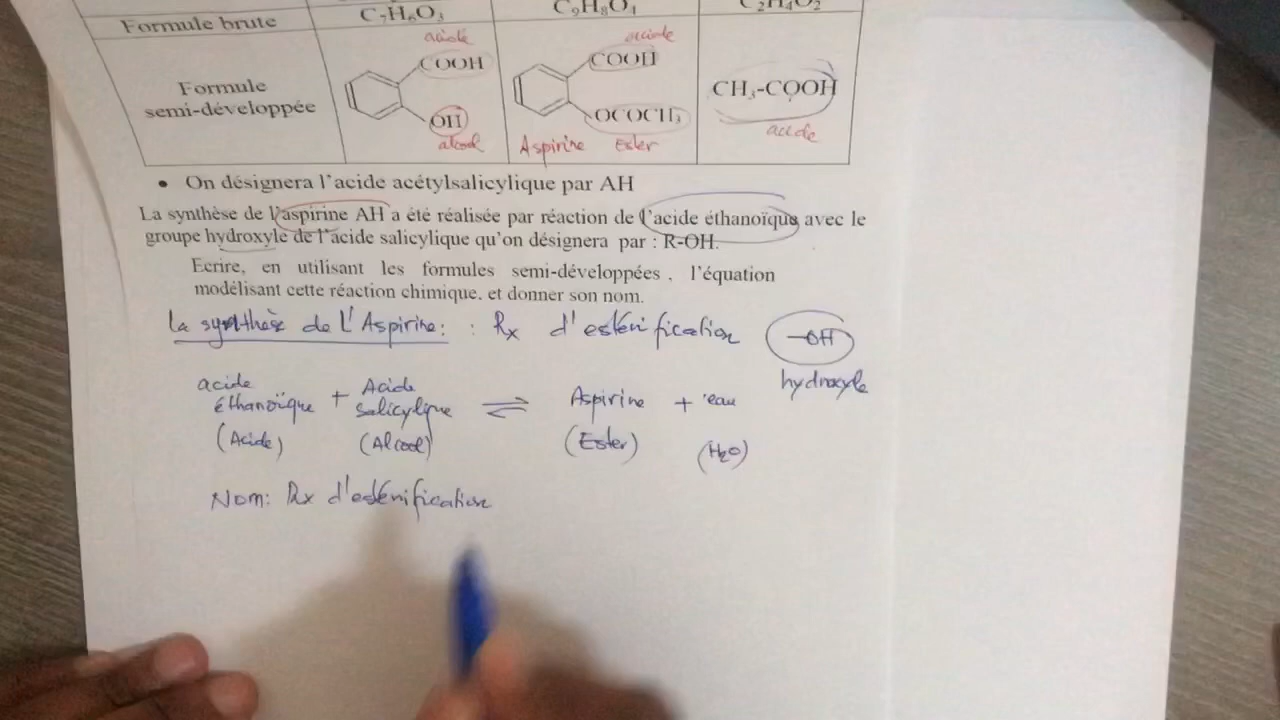 Formule brute C₇H₆O₃ C₉H₈O₄ C₂H₄O₂
acide acide
COOH COOH
Formule
semi-développée
CH₃-COOH
OH OCOCH₃
alcool Aspirine Ester acide
• On désignera l'acide acétylsalicylique par AH
La synthèse de l'aspirine AH a été réalisée par réaction de l'acide éthanoïque avec le
groupe hydroxyle de l'acide salicylique qu'on désignera par : R-OH.
Ecrire, en utilisant les formules semi-développées , l'équation
modélisant cette réaction chimique. et donner son nom.
La synthèse de l'Aspirine: : Rx d'estérification -OH
hydroxyle
acide éthanoïque + Acide salicylique ⇌ Aspirine + eau
(Acide) (Alcool) (Ester) (H₂O)
Nom: Rx d'estérification